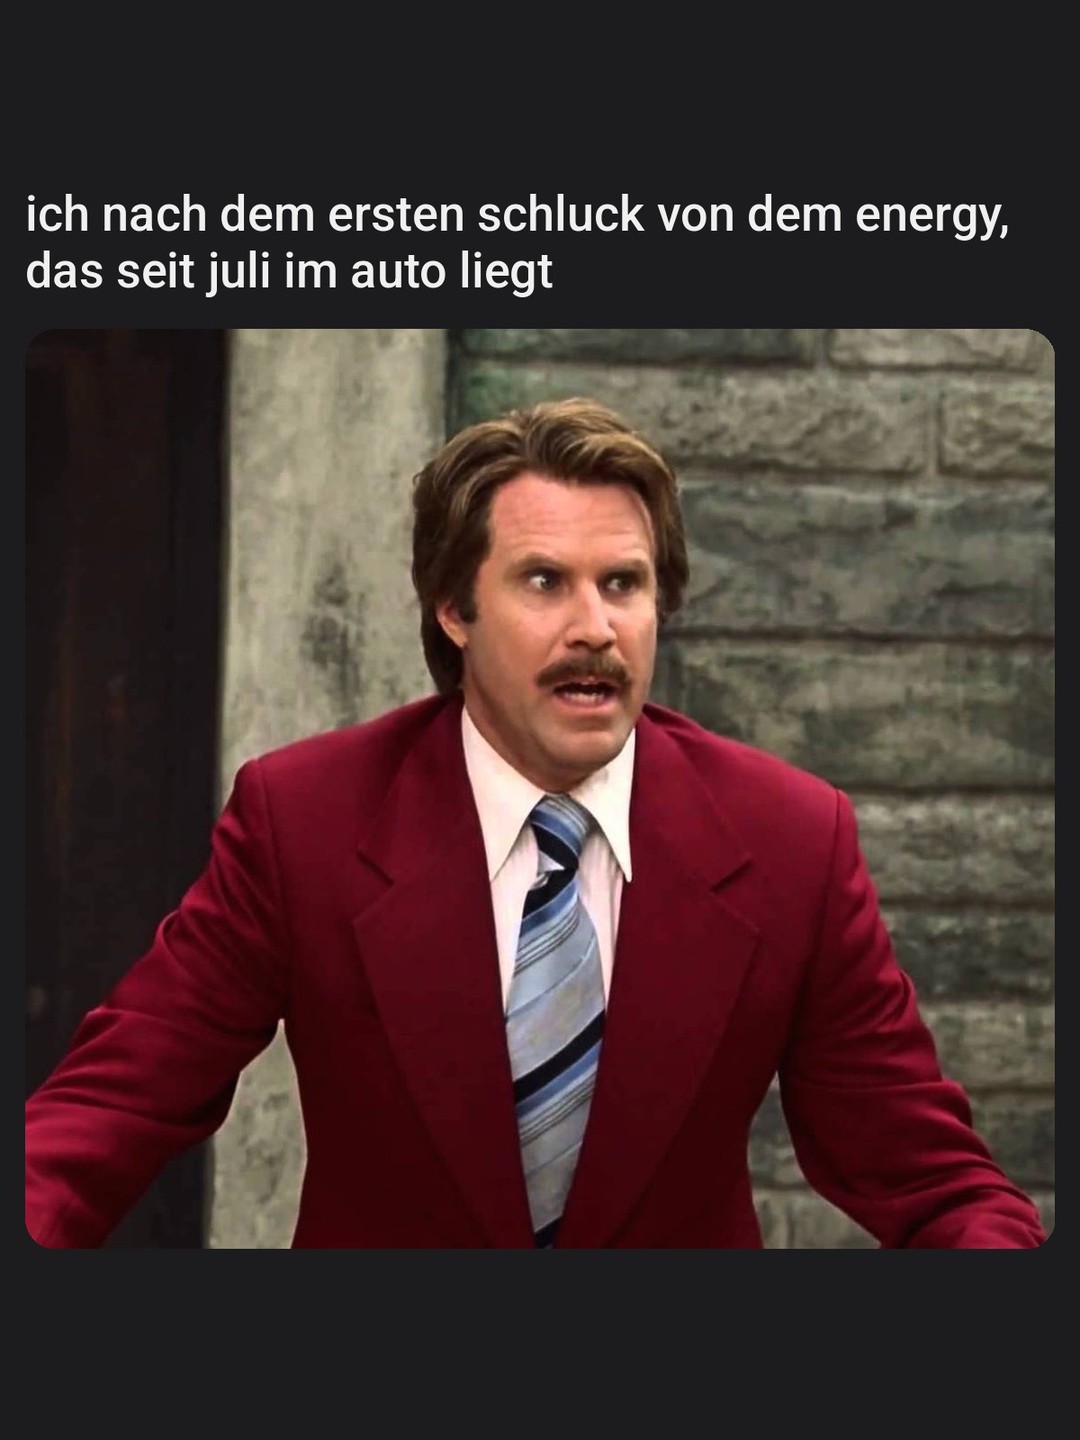 ich nach dem ersten schluck von dem energy,
das seit juli im auto liegt